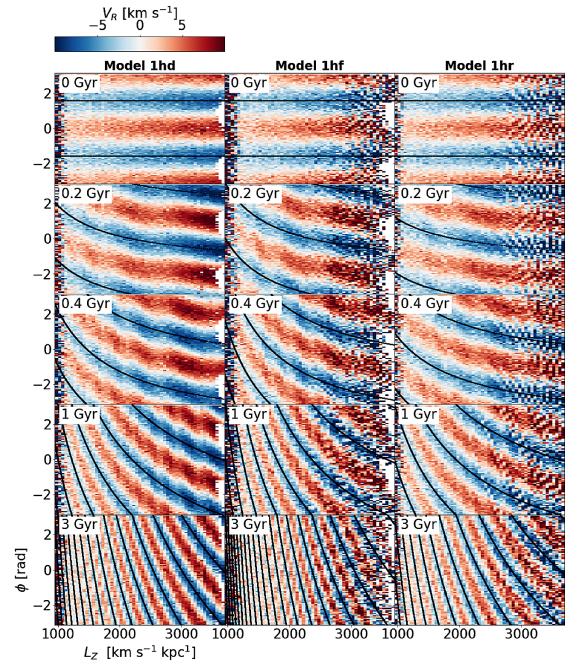 V_R [km s⁻¹]
−5 0 5
Model 1hd Model 1hf Model 1hr
0 Gyr 0 Gyr 0 Gyr
2
0
−2
0.2 Gyr 0.2 Gyr 0.2 Gyr
2
0
−2
0.4 Gyr 0.4 Gyr 0.4 Gyr
2
0
−2
1 Gyr 1 Gyr 1 Gyr
2
0
−2
3 Gyr 3 Gyr 3 Gyr
2
0
−2
ϕ [rad]
1000 2000 3000 1000 2000 3000 1000 2000 3000
L_Z [km s⁻¹ kpc¹]